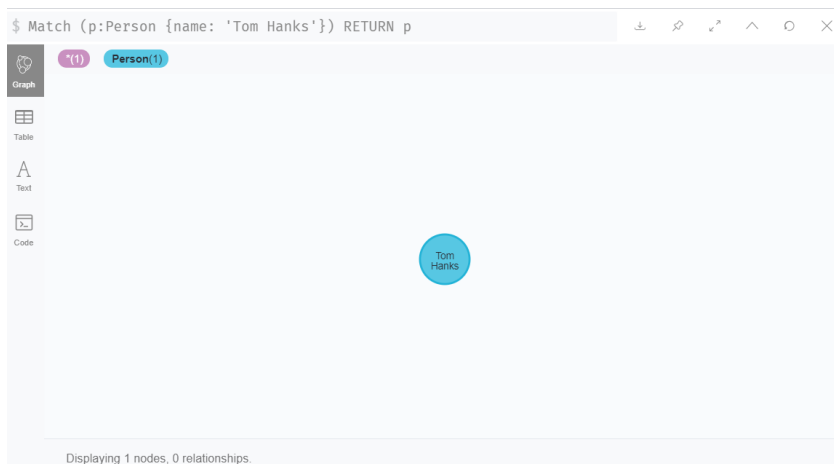 $ Match (p:Person {name: 'Tom Hanks'}) RETURN p
*(1) Person(1)
Graph
Table
A
Text
Code
Tom
Hanks
Displaying 1 nodes, 0 relationships.